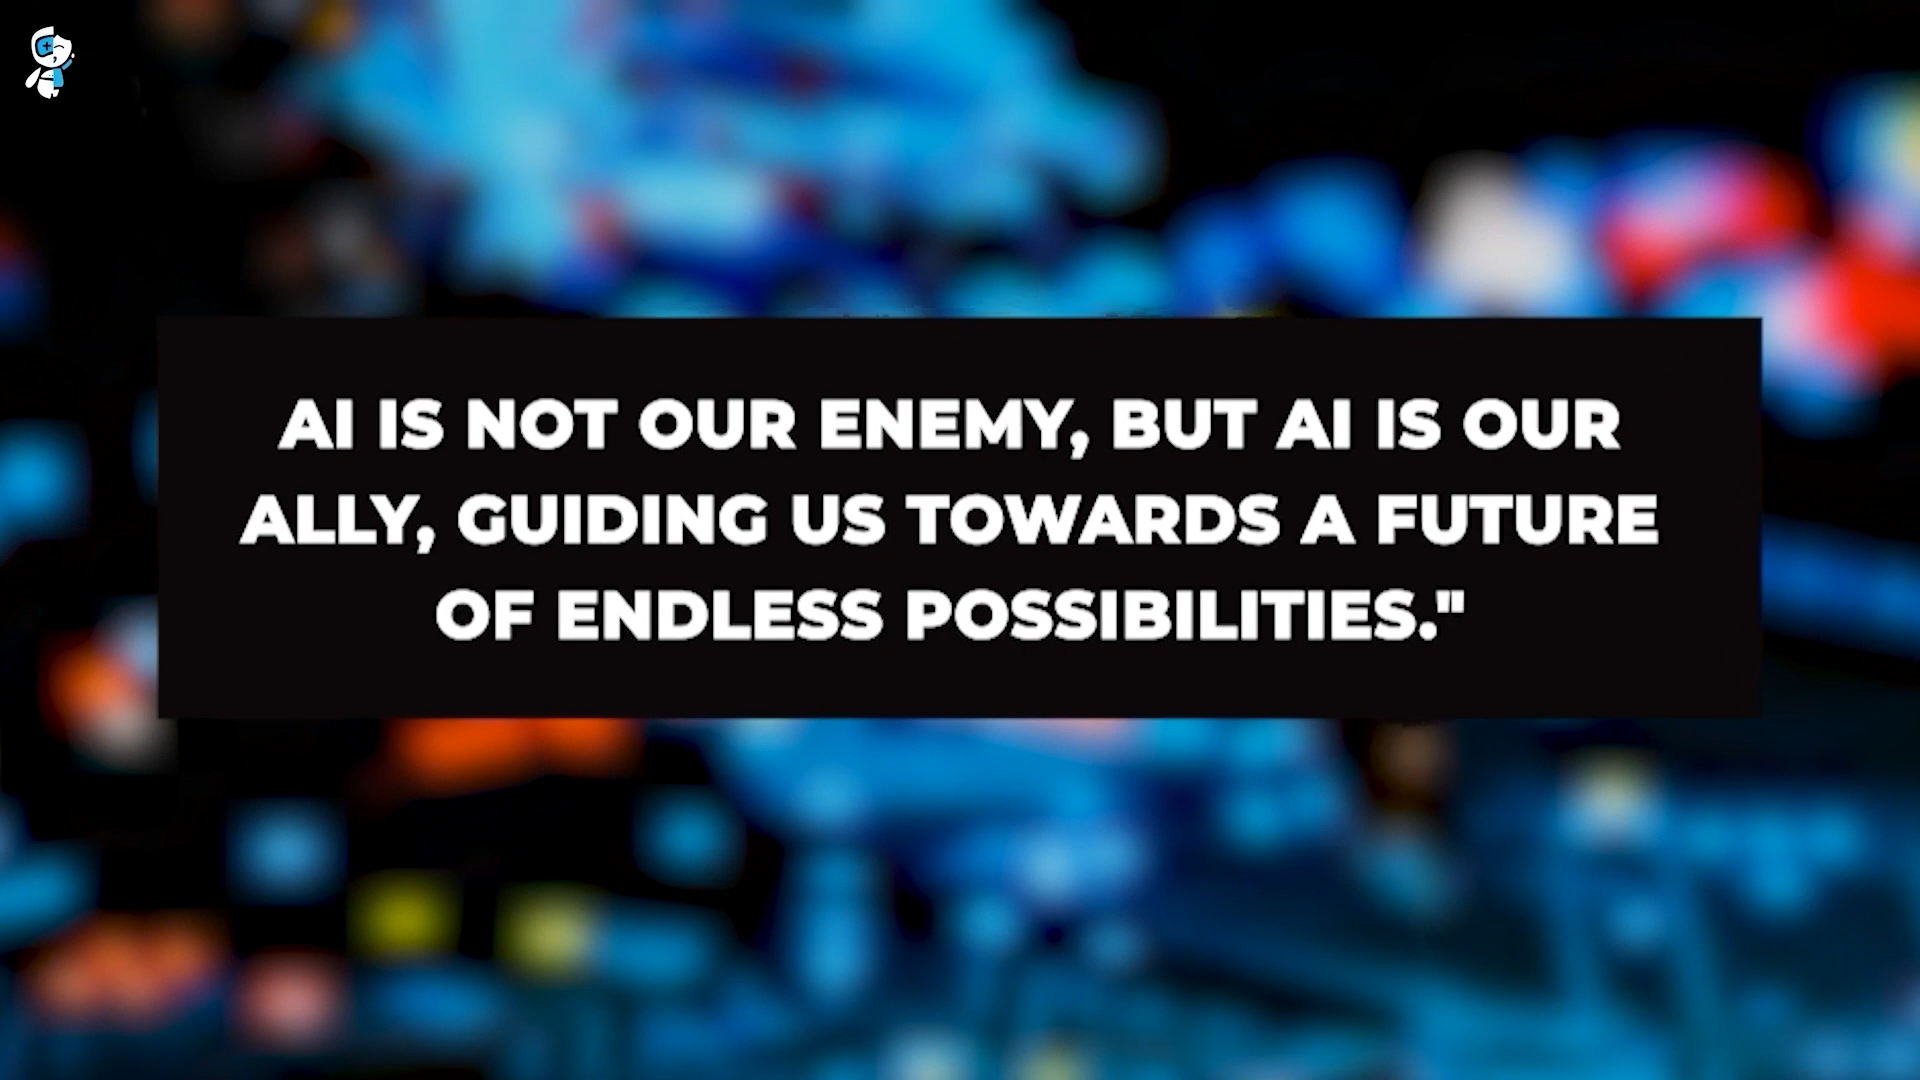 AI IS NOT OUR ENEMY, BUT AI IS OUR
ALLY, GUIDING US TOWARDS A FUTURE
OF ENDLESS POSSIBILITIES."